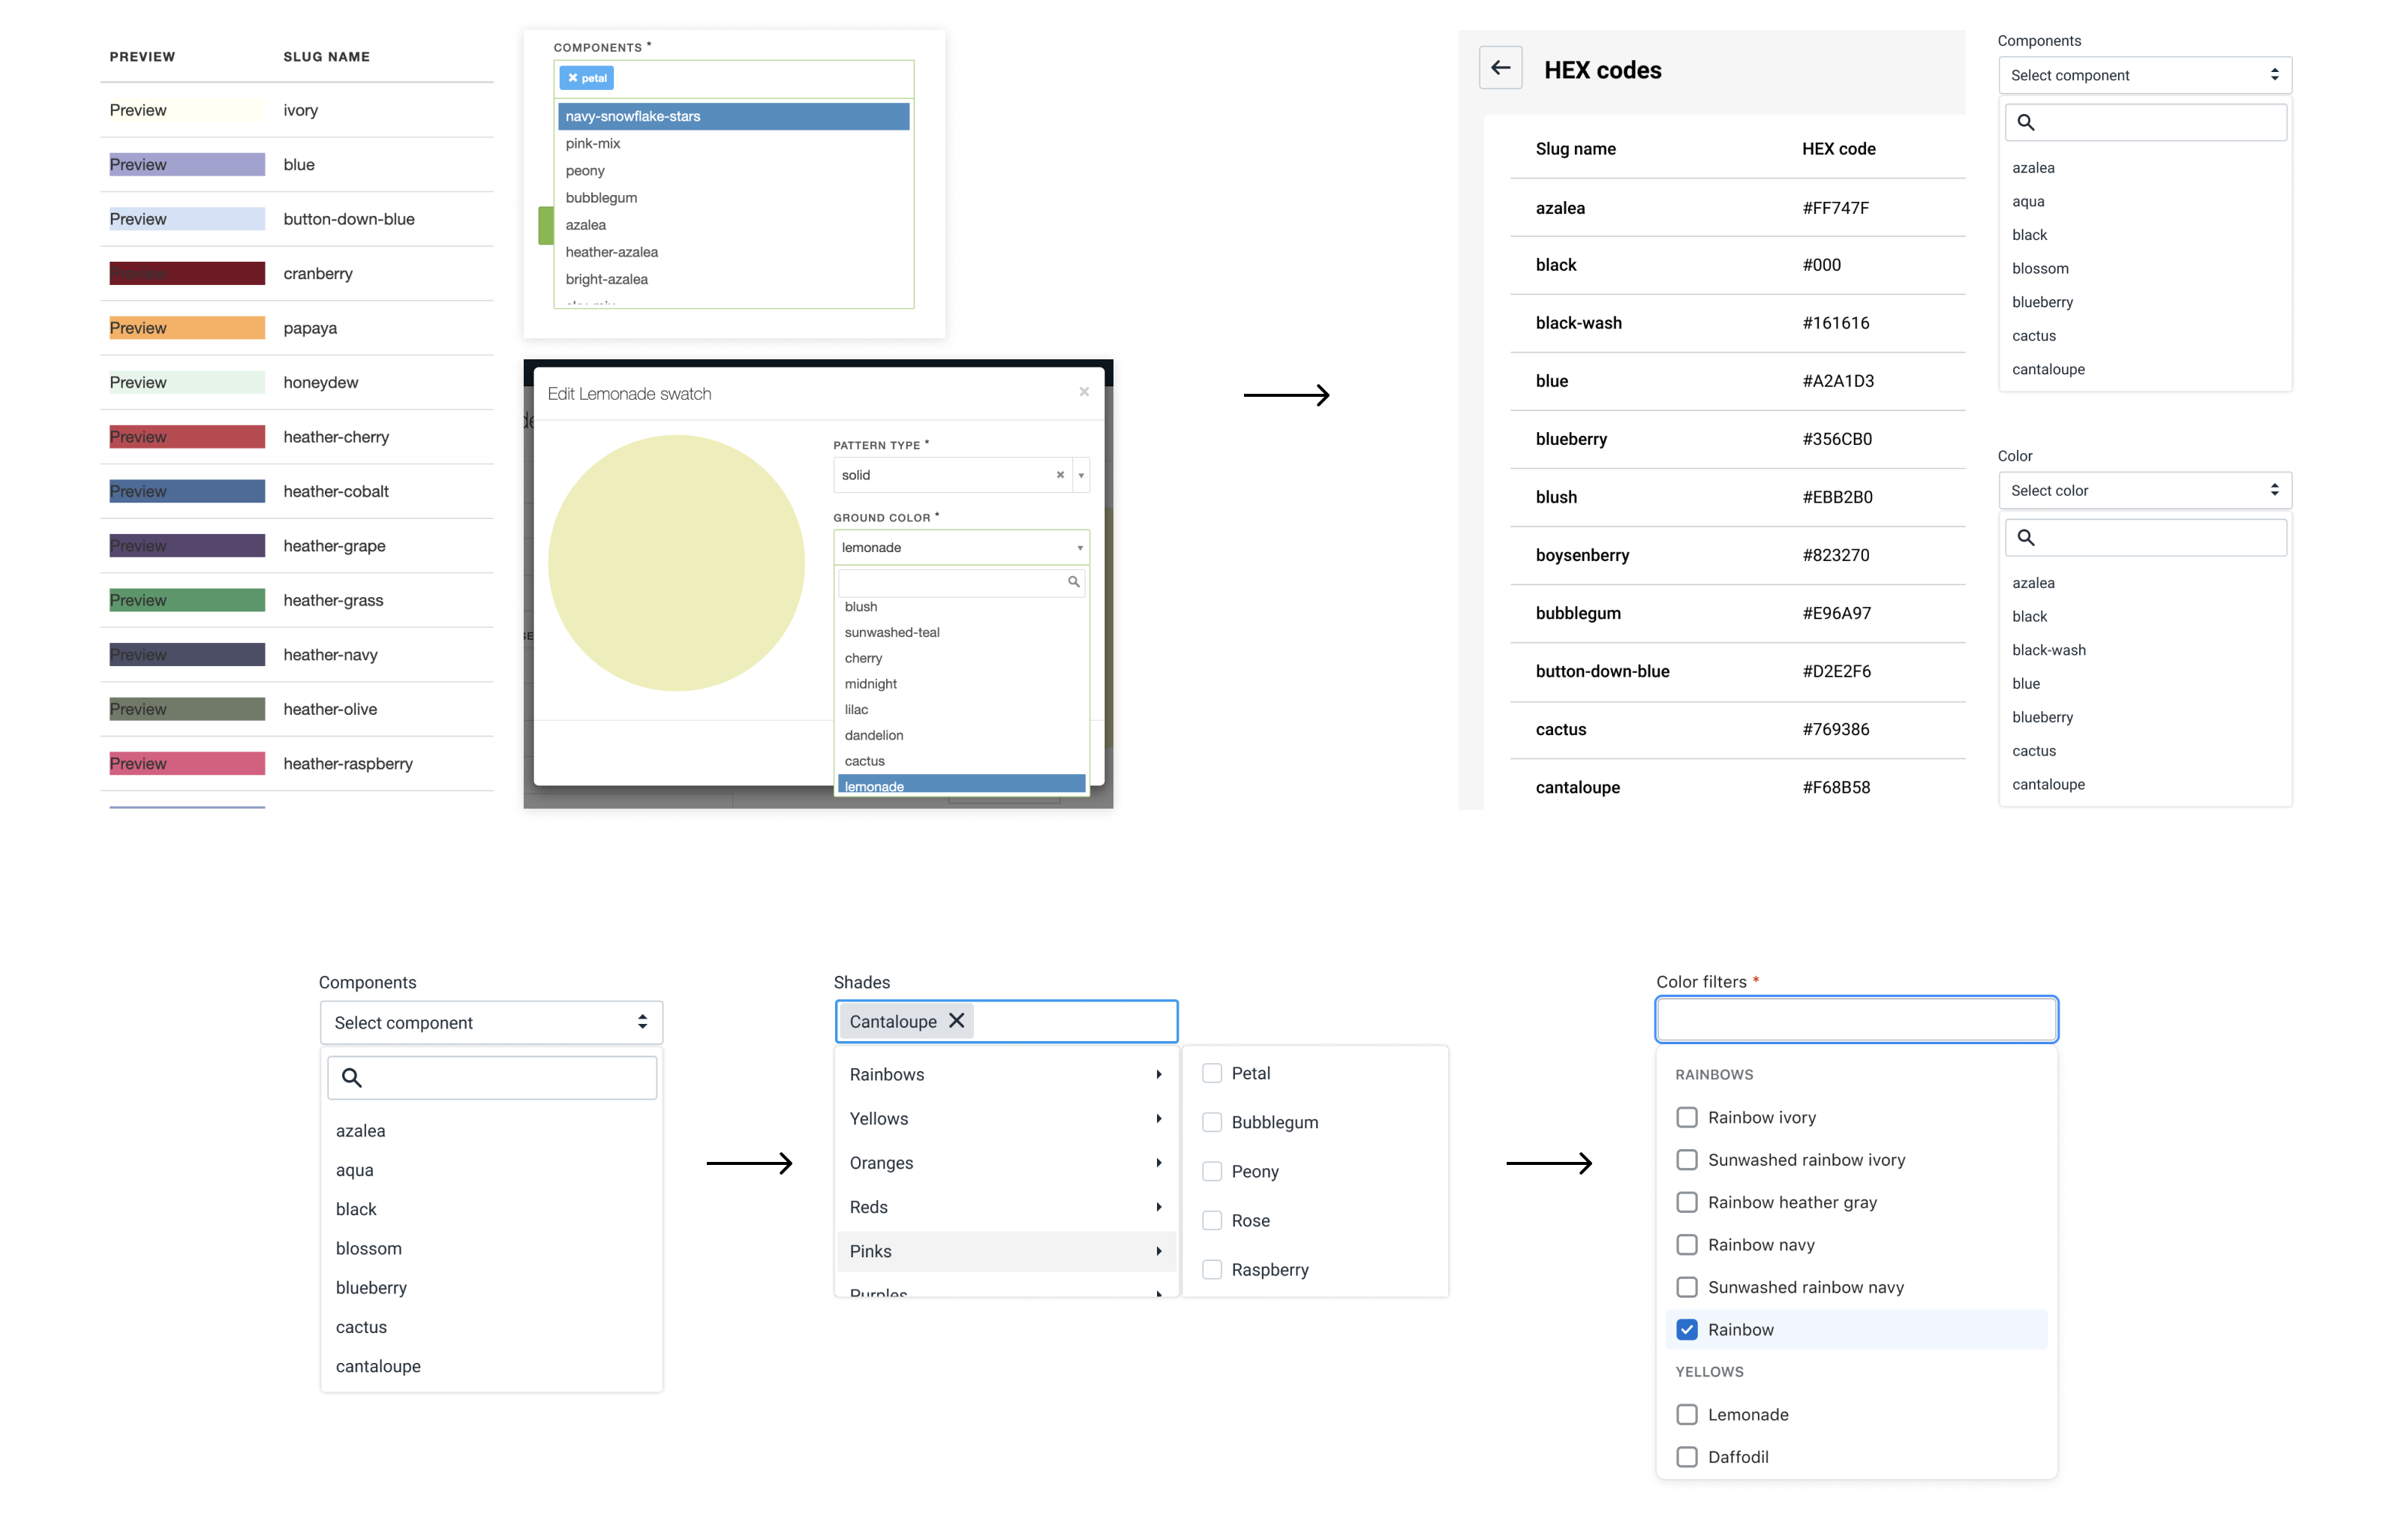 PREVIEW SLUG NAME
Preview ivory
Preview blue
Preview button-down-blue
Preview cranberry
Preview papaya
Preview honeydew
Preview heather-cherry
Preview heather-cobalt
Preview heather-grape
Preview heather-grass
Preview heather-navy
Preview heather-olive
Preview heather-raspberry
COMPONENTS *
petal
navy-snowflake-stars
pink-mix
peony
bubblegum
azalea
heather-azalea
bright-azalea
Edit Lemonade swatch
PATTERN TYPE *
solid
GROUND COLOR *
lemonade
blush
sunwashed-teal
cherry
midnight
lilac
dandelion
cactus
lemonade
HEX codes
Slug name HEX code
azalea #FF747F
black #000
black-wash #161616
blue #A2A1D3
blueberry #356CB0
blush #EBB2B0
boysenberry #823270
bubblegum #E96A97
button-down-blue #D2E2F6
cactus #769386
cantaloupe #F68B58
Components
Select component
azalea
aqua
black
blossom
blueberry
cactus
cantaloupe
Color
Select color
azalea
black
black-wash
blue
blueberry
cactus
cantaloupe
Components
Select component
azalea
aqua
black
blossom
blueberry
cactus
cantaloupe
Shades
Cantaloupe
Rainbows
Yellows
Oranges
Reds
Pinks
Purples
Petal
Bubblegum
Peony
Rose
Raspberry
Color filters *
RAINBOWS
Rainbow ivory
Sunwashed rainbow ivory
Rainbow heather gray
Rainbow navy
Sunwashed rainbow navy
Rainbow
YELLOWS
Lemonade
Daffodil